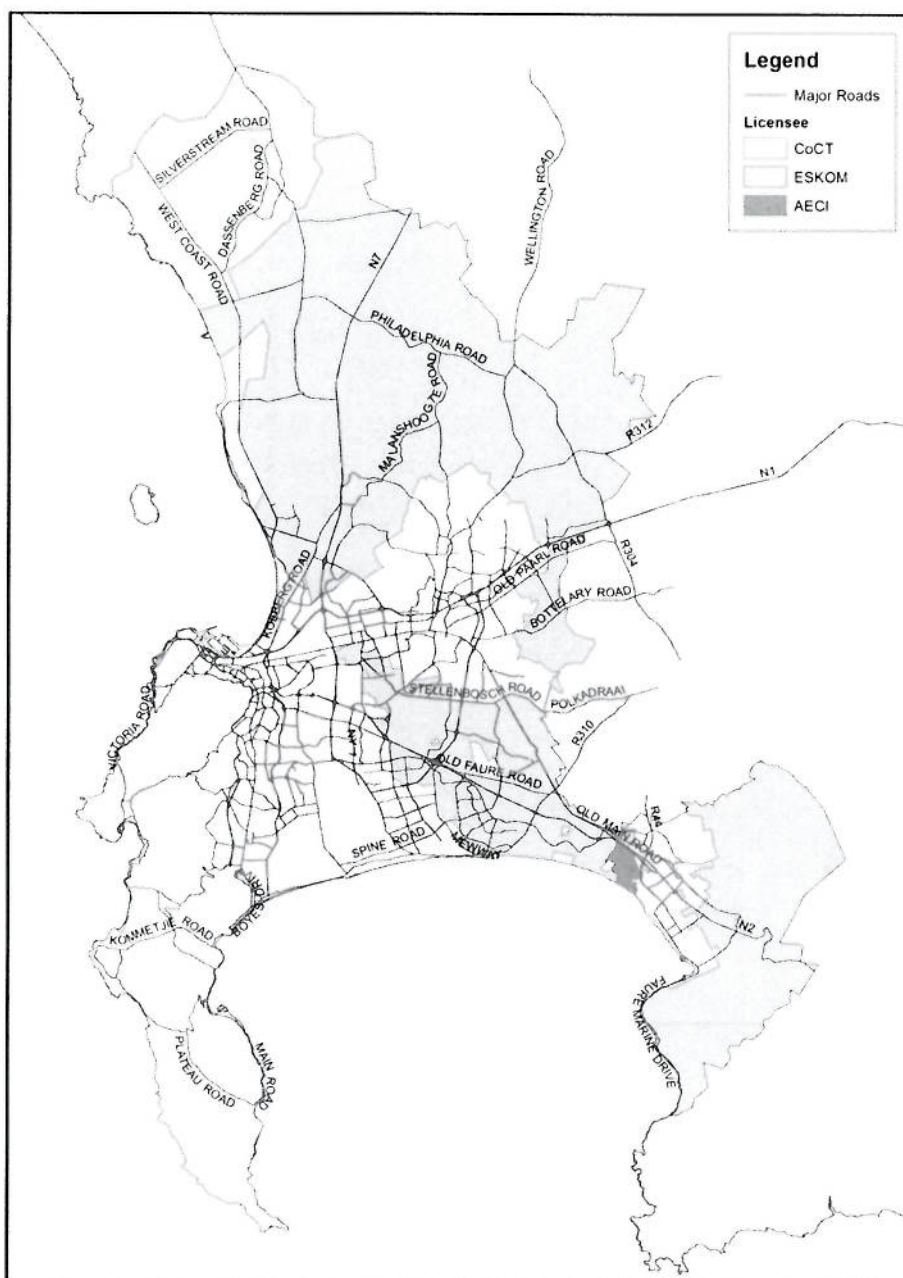 Legend
Major Roads
Licensee
CoCT
ESKOM
AECI
SILVERSTREAM ROAD
DASSENBERG ROAD
WEST COAST ROAD
WELLINGTON ROAD
N7
PHILADELPHIA ROAD
MALANSHOOGTE ROAD
R312
N1
R304
OLD PAARL ROAD
BOTTELARY ROAD
KOEBERG ROAD
STELLENBOSCH ROAD
POLKADRAAI
VICTORIA ROAD
NY 1
R310
OLD FAURE ROAD
OLD MAIN ROAD
R44
SPINE ROAD
NEWWAY
BOYES
KOMMETJIE ROAD
N2
FAURE MARINE DRIVE
PLATEAU ROAD
MAIN ROAD